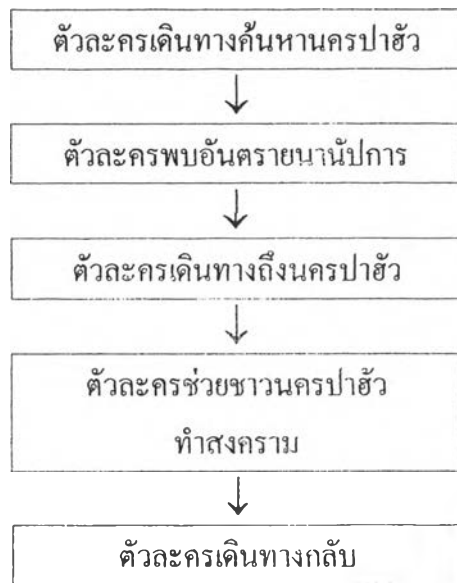 ตัวละครเดินทางค้นหานครปาฮัว
ตัวละครพบอันตรายนานัปการ
ตัวละครเดินทางถึงนครปาฮัว
ตัวละครช่วยชาวนครปาฮัว
ทำสงคราม
ตัวละครเดินทางกลับ